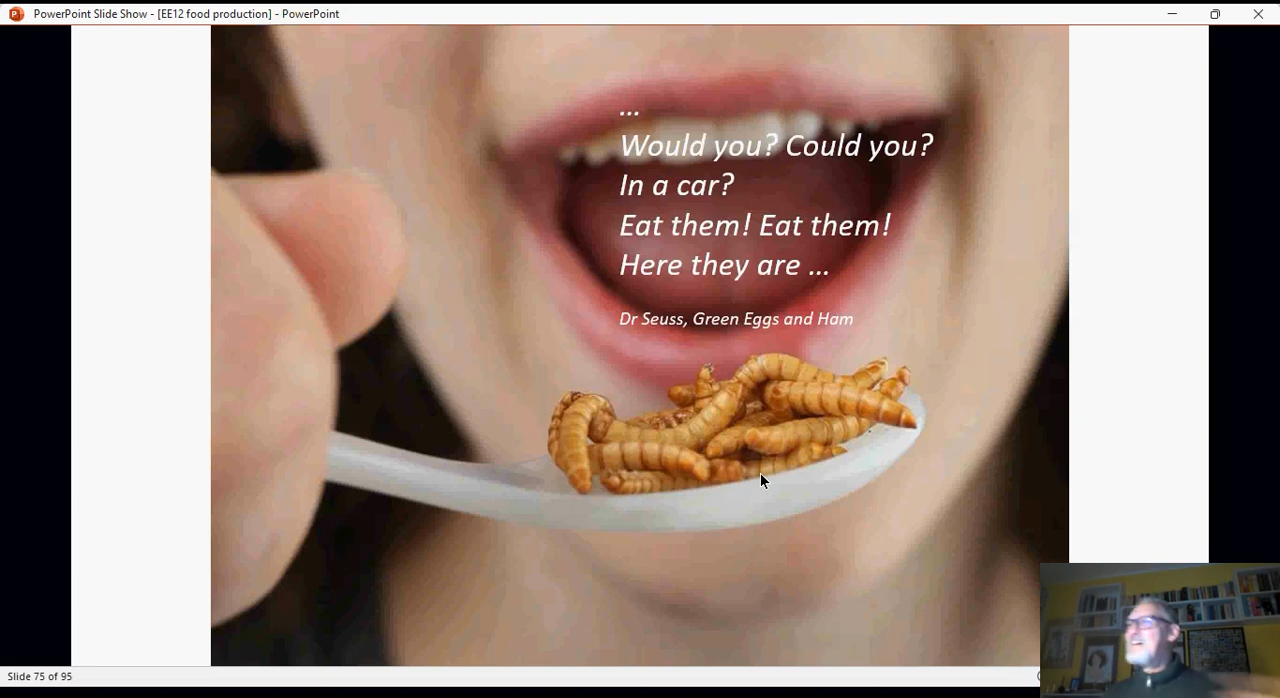 PowerPoint Slide Show - [EE12 food production] - PowerPoint
...
Would you? Could you?
In a car?
Eat them! Eat them!
Here they are ...
Dr Seuss, Green Eggs and Ham
Slide 75 of 95